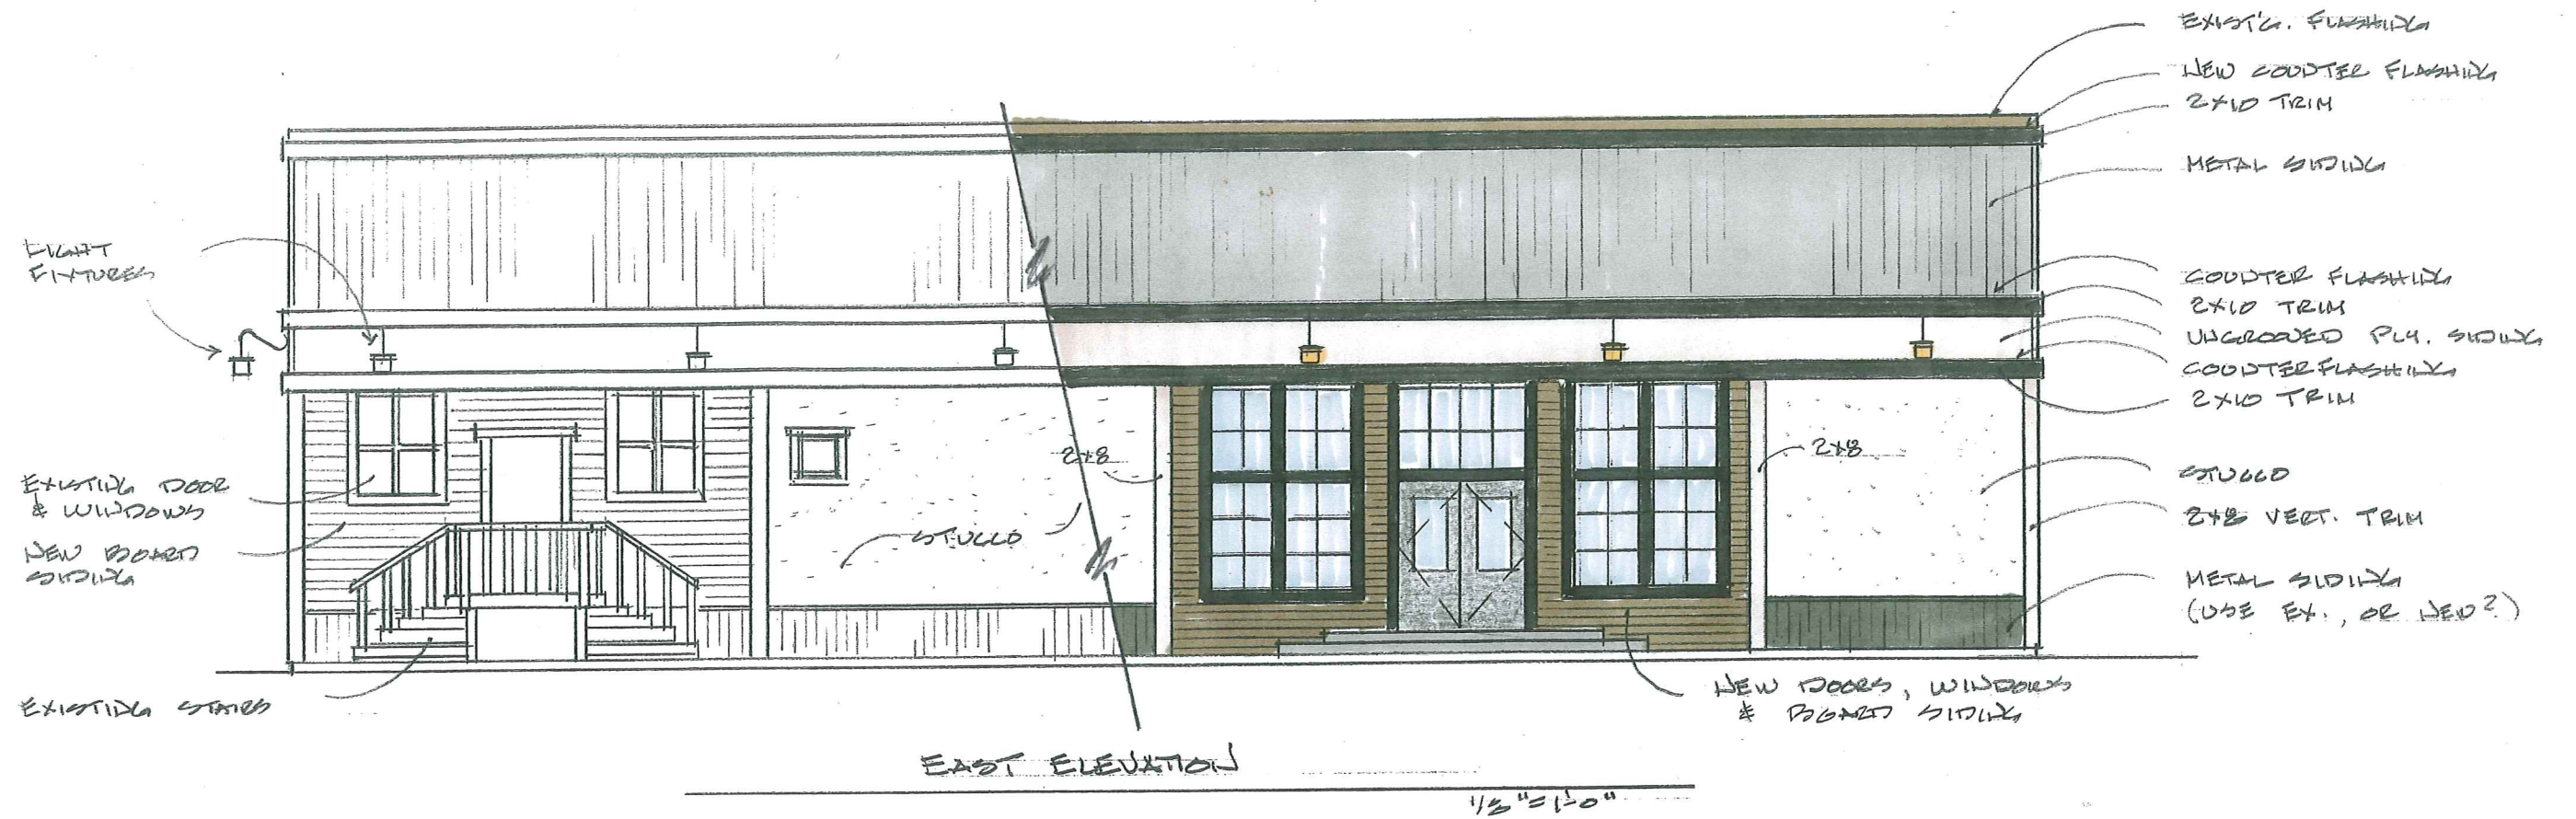 EXIST'G. FLASHING
NEW COUNTER FLASHING
2x10 TRIM
METAL SIDING
LIGHT
FIXTURES
COUNTER FLASHING
2x10 TRIM
UNGROOVED PLY. SIDING
COUNTERFLASHING
2x10 TRIM
2x8
2x8
EXISTING DOOR
& WINDOWS
STUCCO
STUCCO
2x8 VERT. TRIM
NEW BOARD
SIDING
METAL SIDING
(USE EX., OR NEW?)
EXISTING STAIRS
NEW DOORS, WINDOWS
& BOARD SIDING
EAST ELEVATION
1/8"=1'-0"